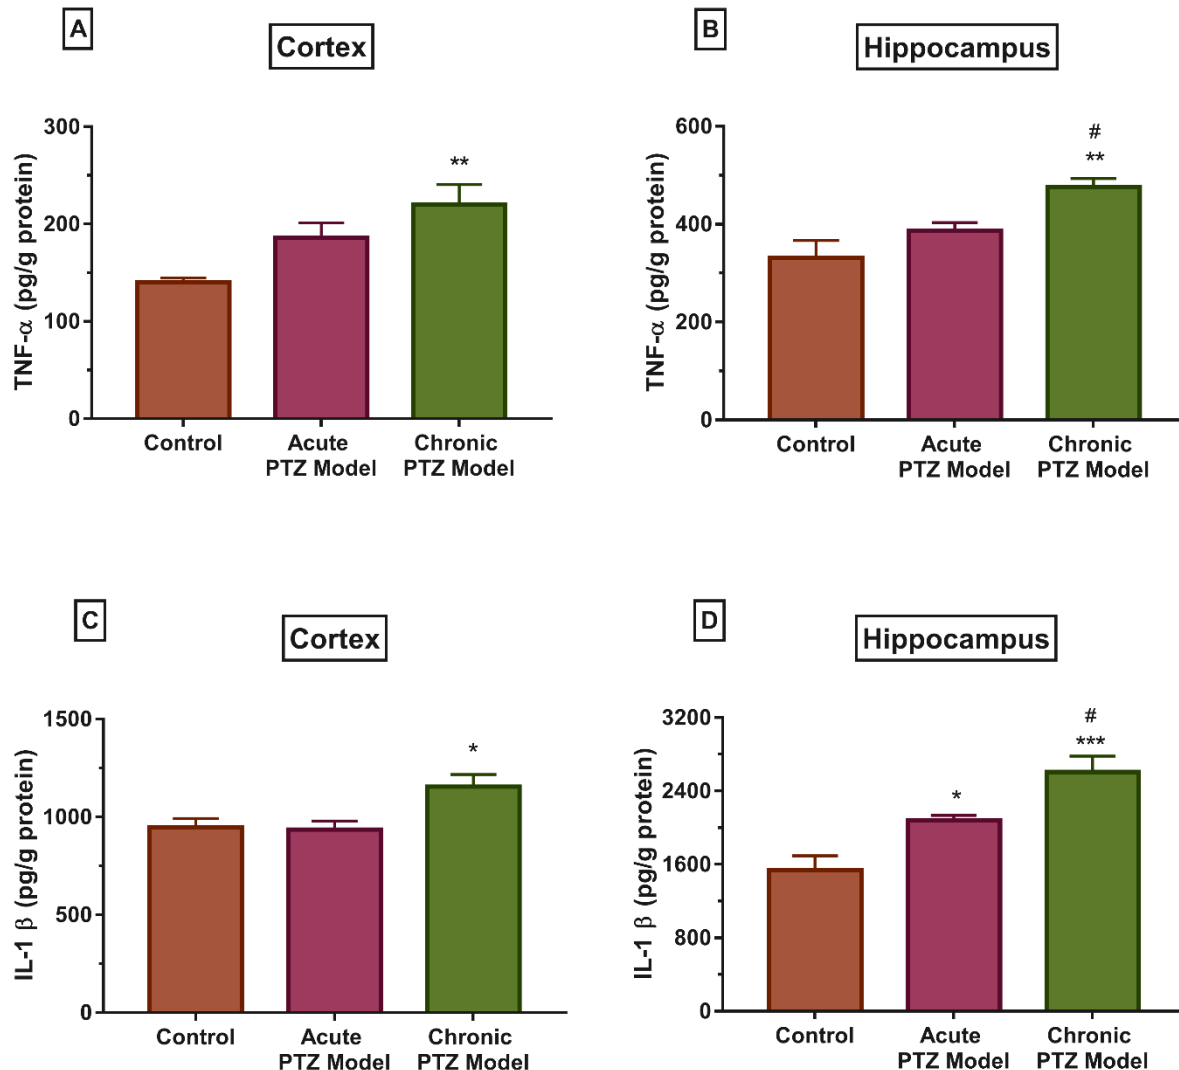 A
Cortex
TNF-α (pg/g protein)
300
200
100
0
**
Control
Acute
PTZ Model
Chronic
PTZ Model
B
Hippocampus
TNF-α (pg/g protein)
600
400
200
0
#
**
Control
Acute
PTZ Model
Chronic
PTZ Model
C
Cortex
IL-1 β (pg/g protein)
1500
1000
500
0
*
Control
Acute
PTZ Model
Chronic
PTZ Model
D
Hippocampus
IL-1 β (pg/g protein)
3200
2400
1600
800
0
*
#
***
Control
Acute
PTZ Model
Chronic
PTZ Model